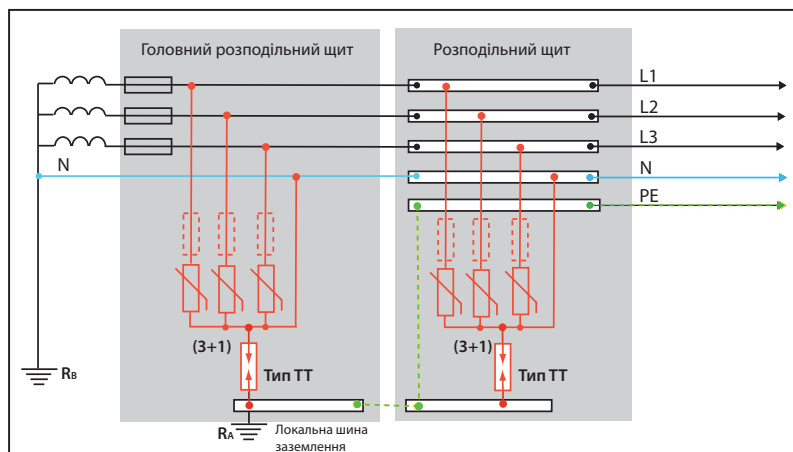 Головний розподільний щит
Розподільний щит
L1
L2
L3
N
N
PE
(3+1)
Тип ТТ
(3+1)
Тип ТТ
RB
RA
Локальна шина
заземлення